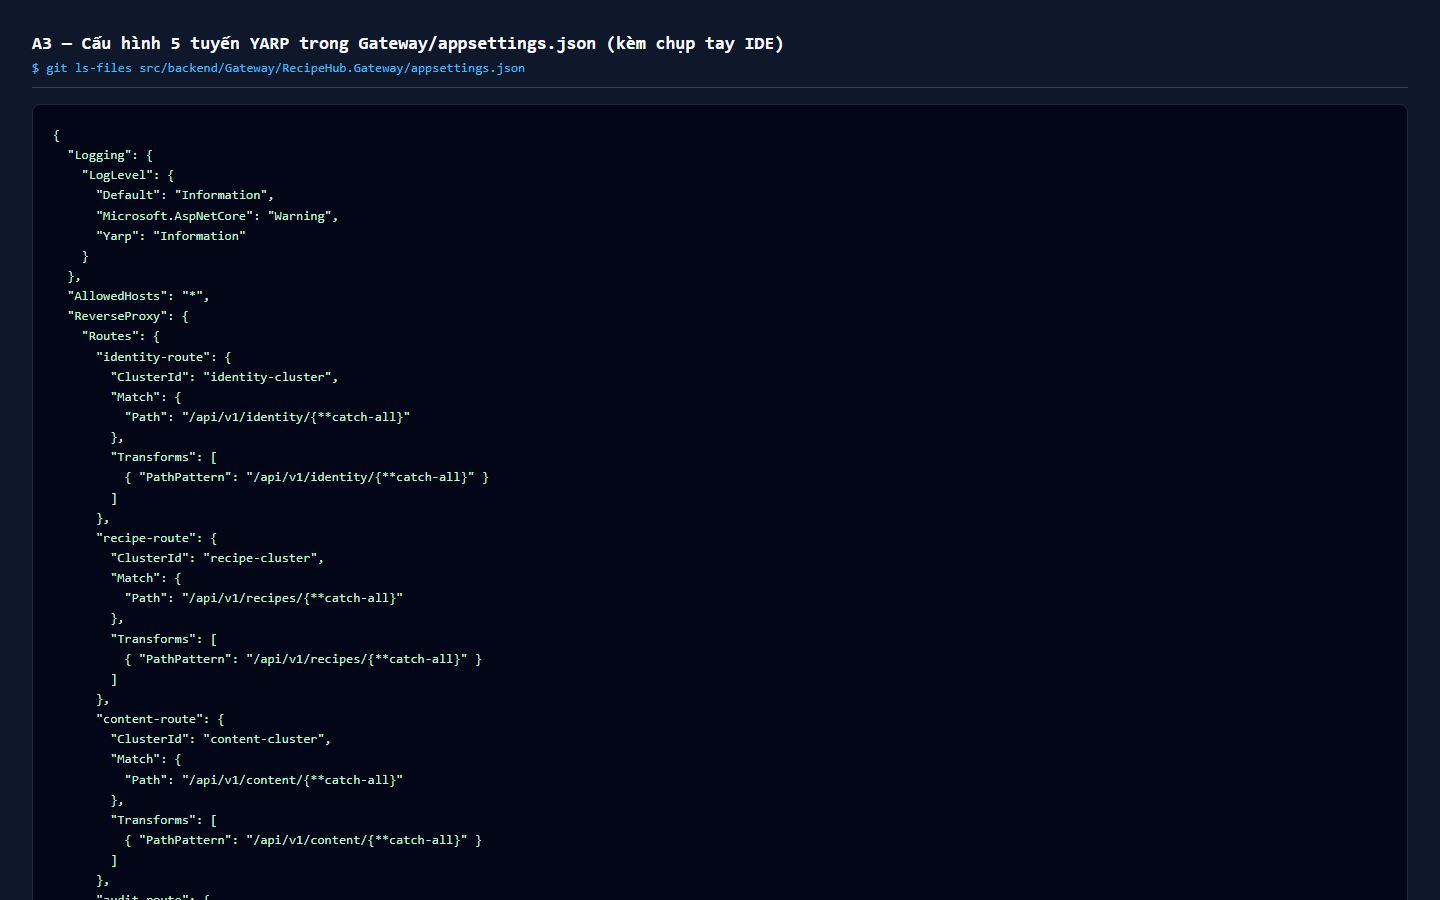 A3 — Cấu hình 5 tuyến YARP trong Gateway/appsettings.json (kèm chụp tay IDE)
$ git ls-files src/backend/Gateway/RecipeHub.Gateway/appsettings.json
{
  "Logging": {
    "LogLevel": {
      "Default": "Information",
      "Microsoft.AspNetCore": "Warning",
      "Yarp": "Information"
    }
  },
  "AllowedHosts": "*",
  "ReverseProxy": {
    "Routes": {
      "identity-route": {
        "ClusterId": "identity-cluster",
        "Match": {
          "Path": "/api/v1/identity/{**catch-all}"
        },
        "Transforms": [
          { "PathPattern": "/api/v1/identity/{**catch-all}" }
        ]
      },
      "recipe-route": {
        "ClusterId": "recipe-cluster",
        "Match": {
          "Path": "/api/v1/recipes/{**catch-all}"
        },
        "Transforms": [
          { "PathPattern": "/api/v1/recipes/{**catch-all}" }
        ]
      },
      "content-route": {
        "ClusterId": "content-cluster",
        "Match": {
          "Path": "/api/v1/content/{**catch-all}"
        },
        "Transforms": [
          { "PathPattern": "/api/v1/content/{**catch-all}" }
        ]
      },
      "audit-route": {